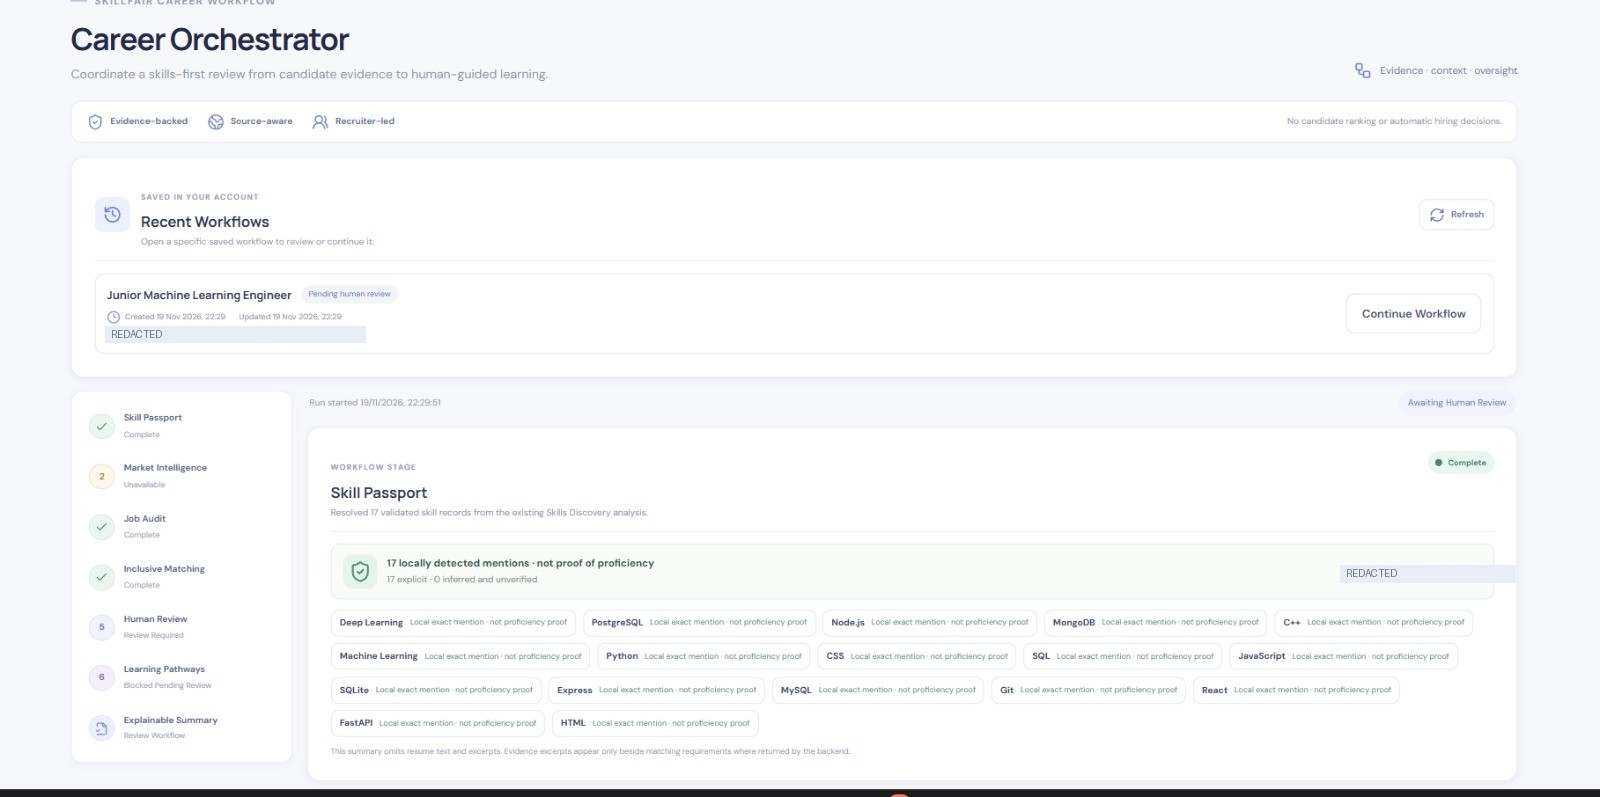 SKILLFAIR CAREER WORKFLOW
Career Orchestrator
Coordinate a skills-first review from candidate evidence to human-guided learning.
Evidence · context · oversight
Evidence-backed
Source-aware
Recruiter-led
No candidate ranking or automatic hiring decisions.
SAVED IN YOUR ACCOUNT
Recent Workflows
Open a specific saved workflow to review or continue it.
Refresh
Junior Machine Learning Engineer
Pending human review
Created 19 Nov 2026, 22:29
Updated 19 Nov 2026, 22:29
REDACTED
Continue Workflow
Skill Passport
Complete
2
Market Intelligence
Unavailable
Job Audit
Complete
Inclusive Matching
Complete
5
Human Review
Review Required
6
Learning Pathways
Blocked Pending Review
Explainable Summary
Review Workflow
Run started 19/11/2026, 22:29:51
Awaiting Human Review
WORKFLOW STAGE
Complete
Skill Passport
Resolved 17 validated skill records from the existing Skills Discovery analysis.
17 locally detected mentions · not proof of proficiency
17 explicit · 0 inferred and unverified
REDACTED
Deep Learning Local exact mention · not proficiency proof
PostgreSQL Local exact mention · not proficiency proof
Node.js Local exact mention · not proficiency proof
MongoDB Local exact mention · not proficiency proof
C++ Local exact mention · not proficiency proof
Machine Learning Local exact mention · not proficiency proof
Python Local exact mention · not proficiency proof
CSS Local exact mention · not proficiency proof
SQL Local exact mention · not proficiency proof
JavaScript Local exact mention · not proficiency proof
SQLite Local exact mention · not proficiency proof
Express Local exact mention · not proficiency proof
MySQL Local exact mention · not proficiency proof
Git Local exact mention · not proficiency proof
React Local exact mention · not proficiency proof
FastAPI Local exact mention · not proficiency proof
HTML Local exact mention · not proficiency proof
This summary omits resume text and excerpts. Evidence excerpts appear only beside matching requirements where returned by the backend.